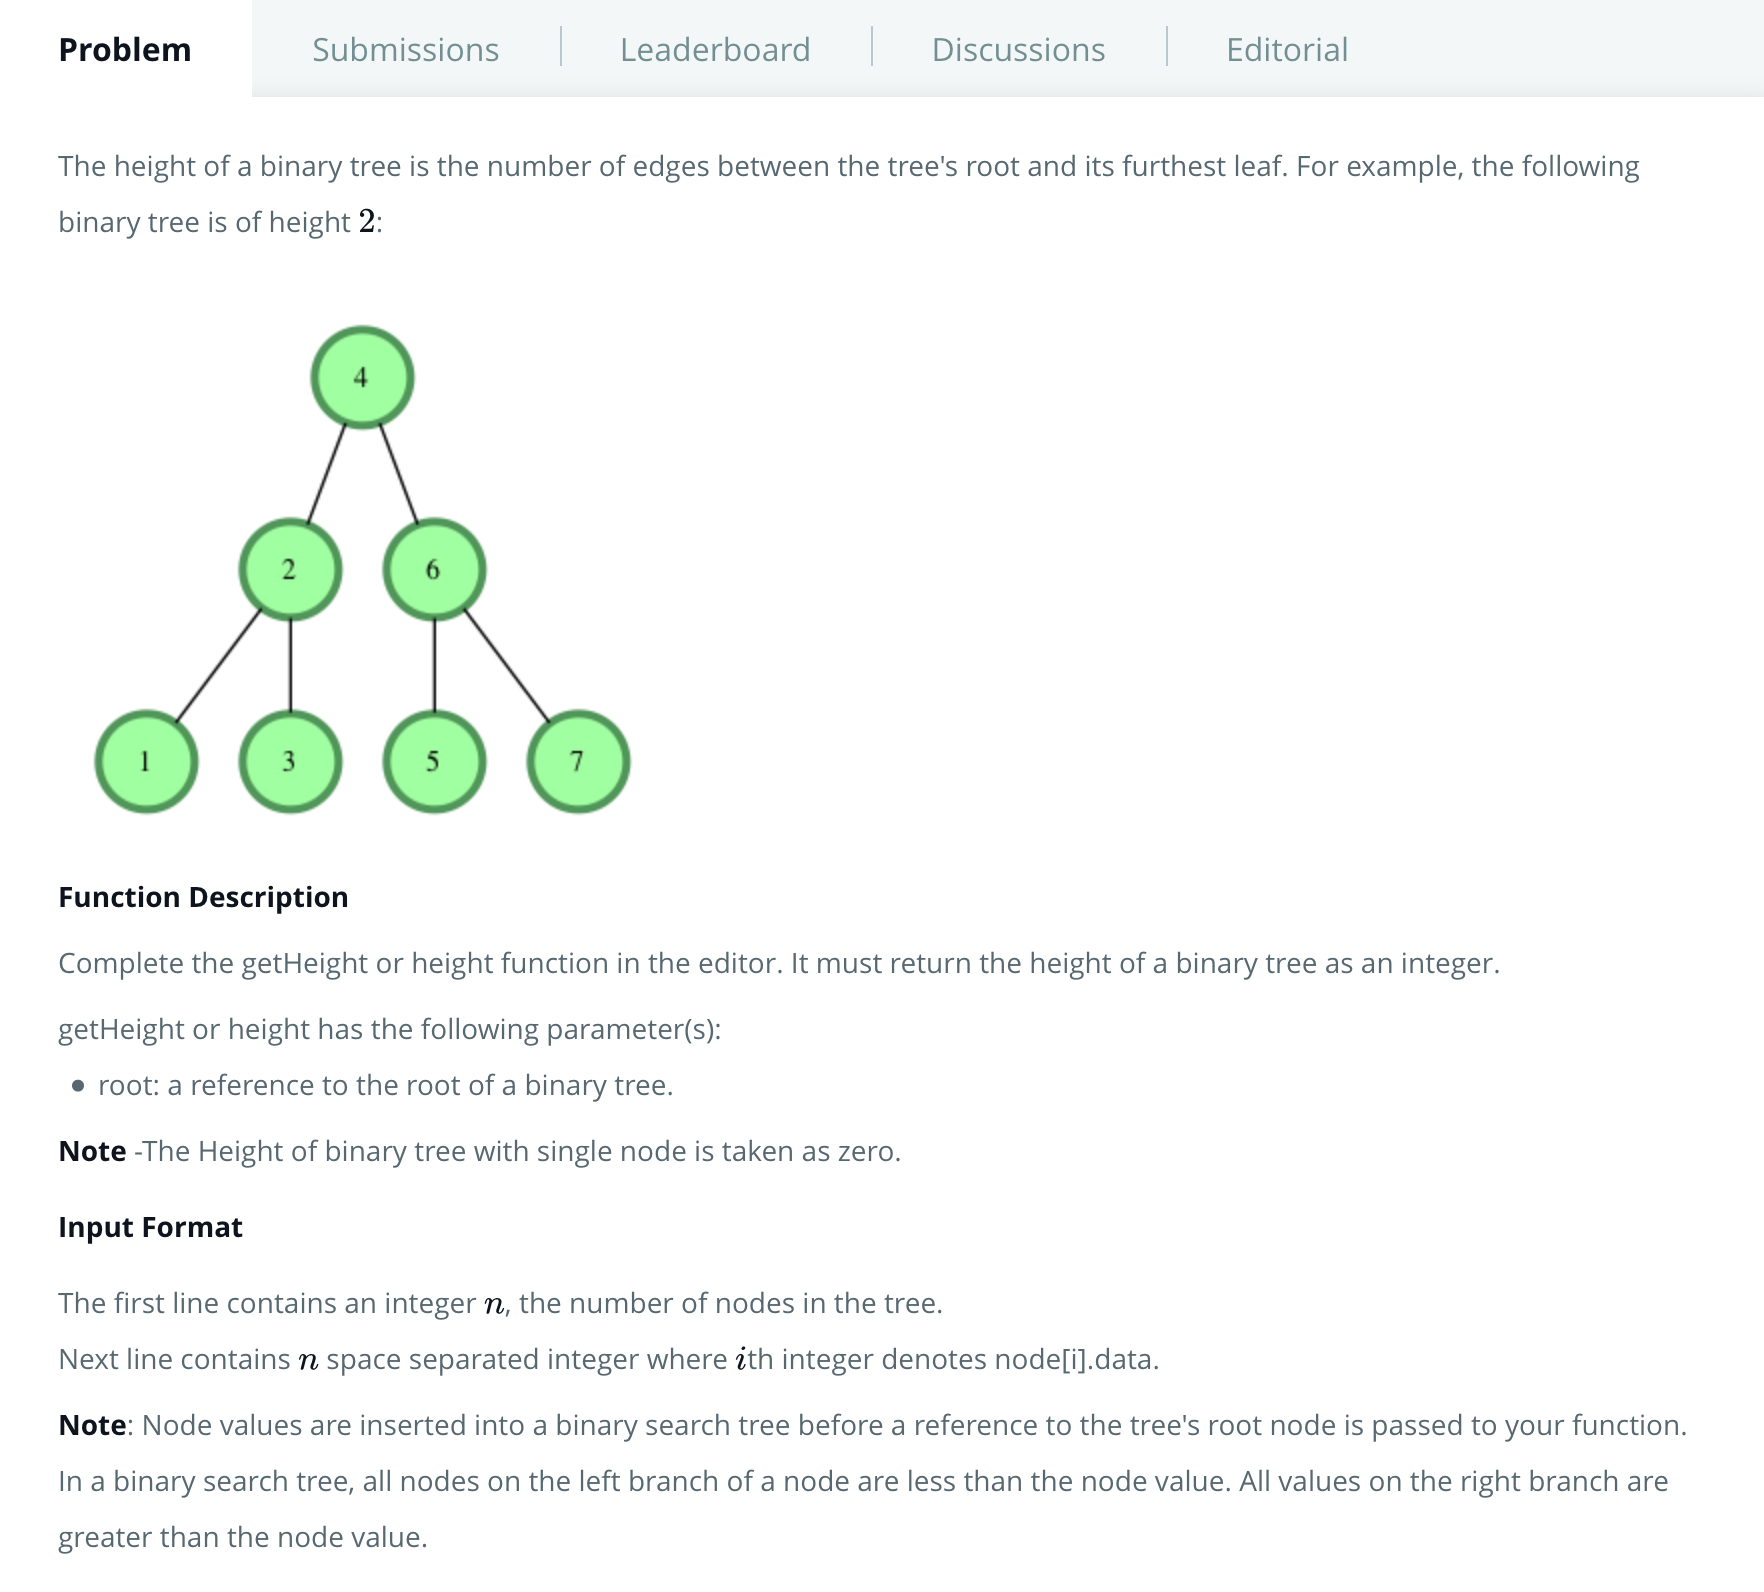 Problem Submissions Leaderboard Discussions Editorial
The height of a binary tree is the number of edges between the tree's root and its furthest leaf. For example, the following
binary tree is of height 2:
4
2 6
1 3 5 7
Function Description
Complete the getHeight or height function in the editor. It must return the height of a binary tree as an integer.
getHeight or height has the following parameter(s):
• root: a reference to the root of a binary tree.
Note -The Height of binary tree with single node is taken as zero.
Input Format
The first line contains an integer n, the number of nodes in the tree.
Next line contains n space separated integer where ith integer denotes node[i].data.
Note: Node values are inserted into a binary search tree before a reference to the tree's root node is passed to your function.
In a binary search tree, all nodes on the left branch of a node are less than the node value. All values on the right branch are
greater than the node value.